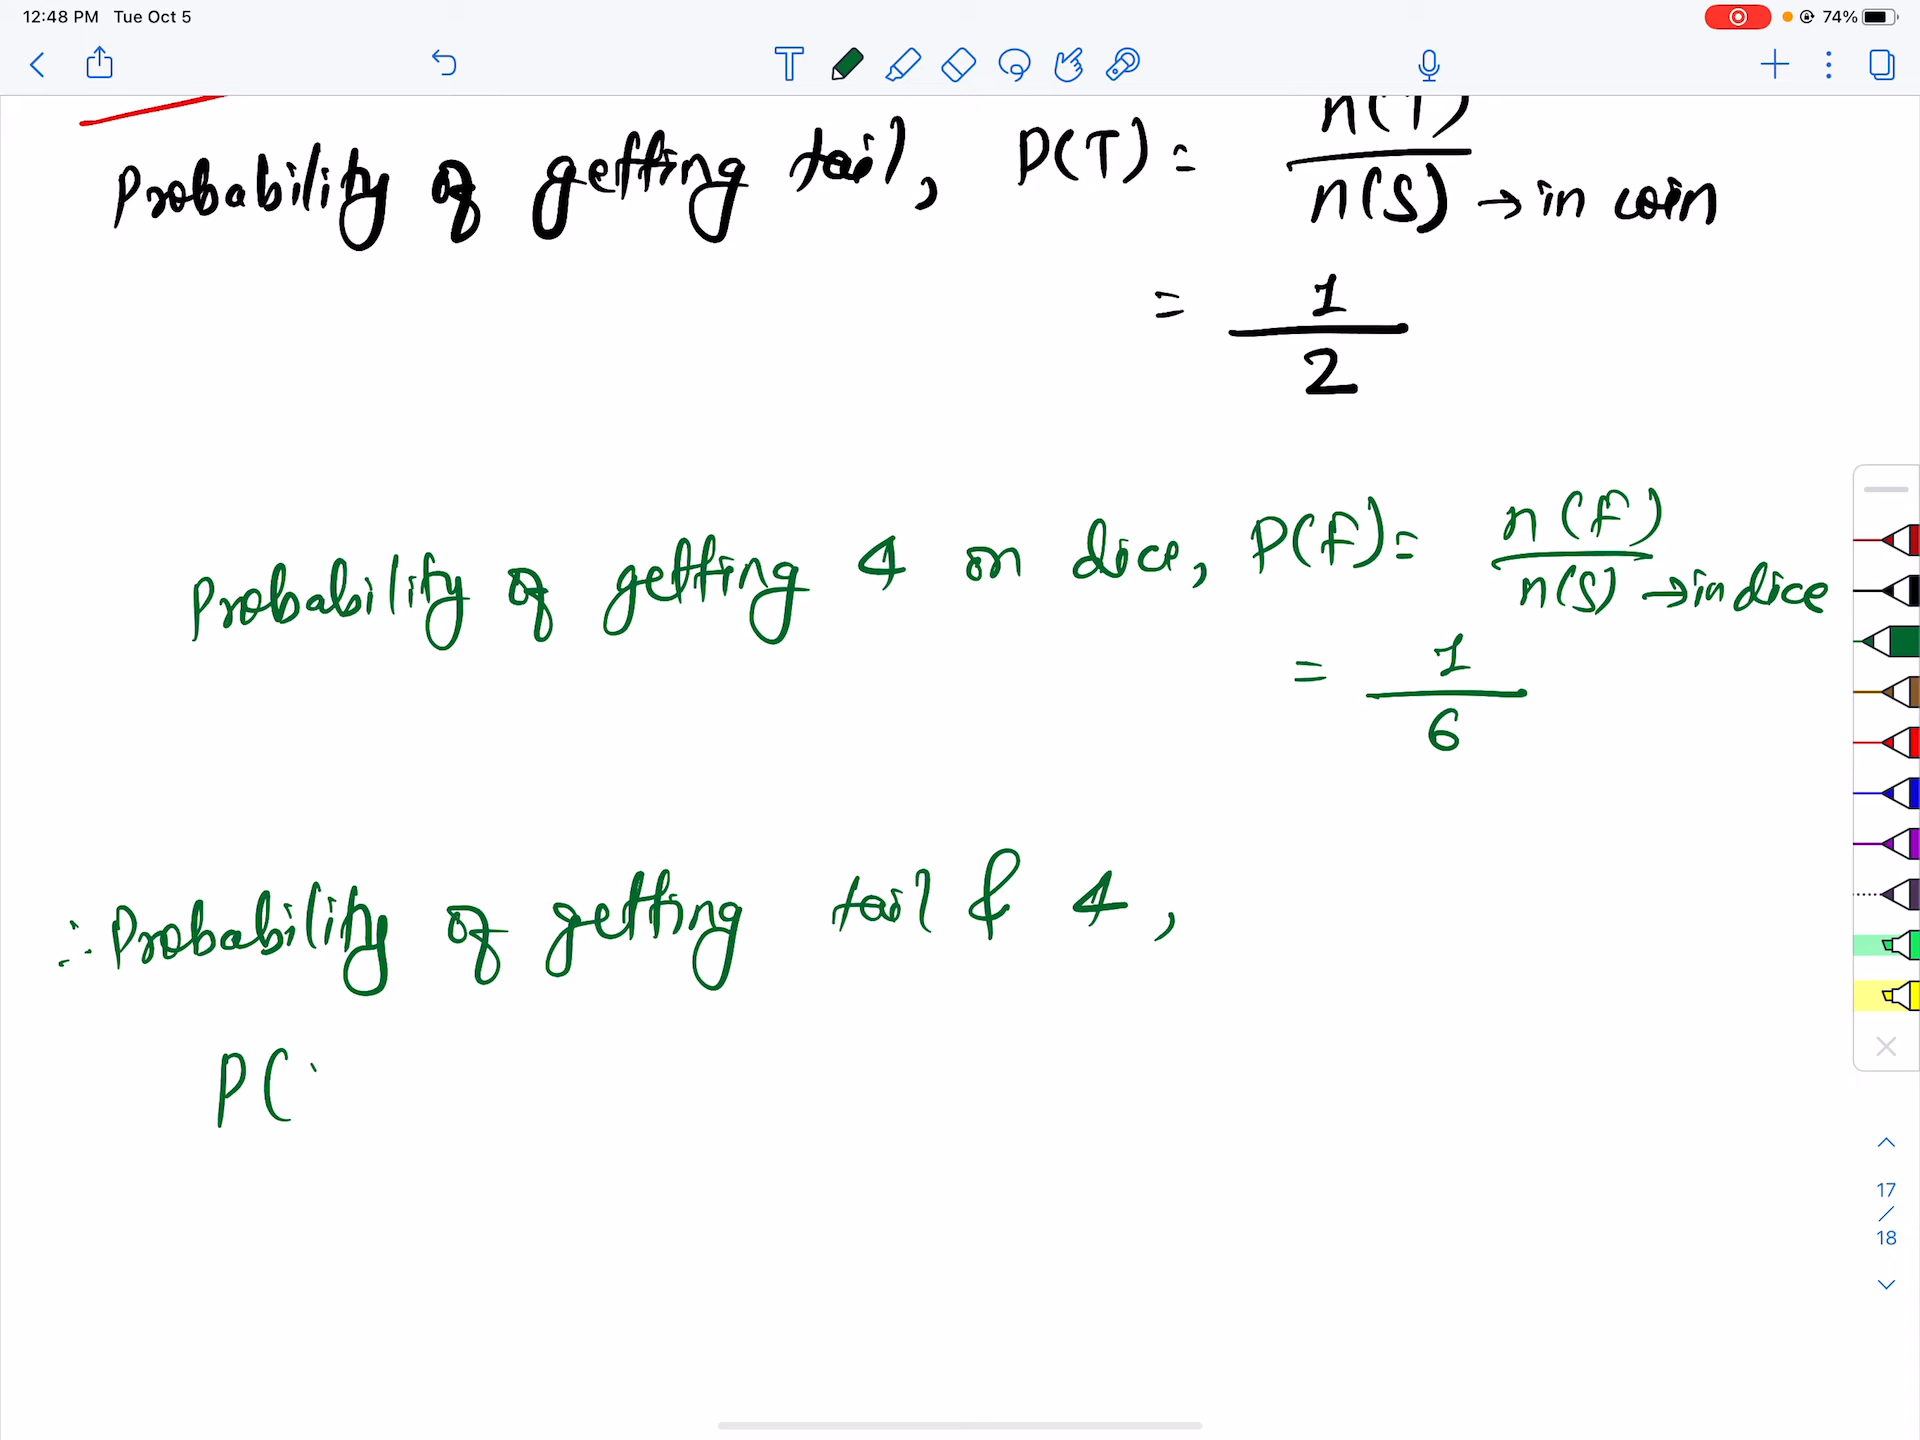 12:48 PM Tue Oct 5
74%
Probability of getting tail, P(T) = n(T)
n(S) → in coin
= 1
2
Probability of getting 4 on dice, P(F) = n(F)
n(S) → in dice
= 1
6
∴ Probability of getting tail & 4,
P(
17
/
18